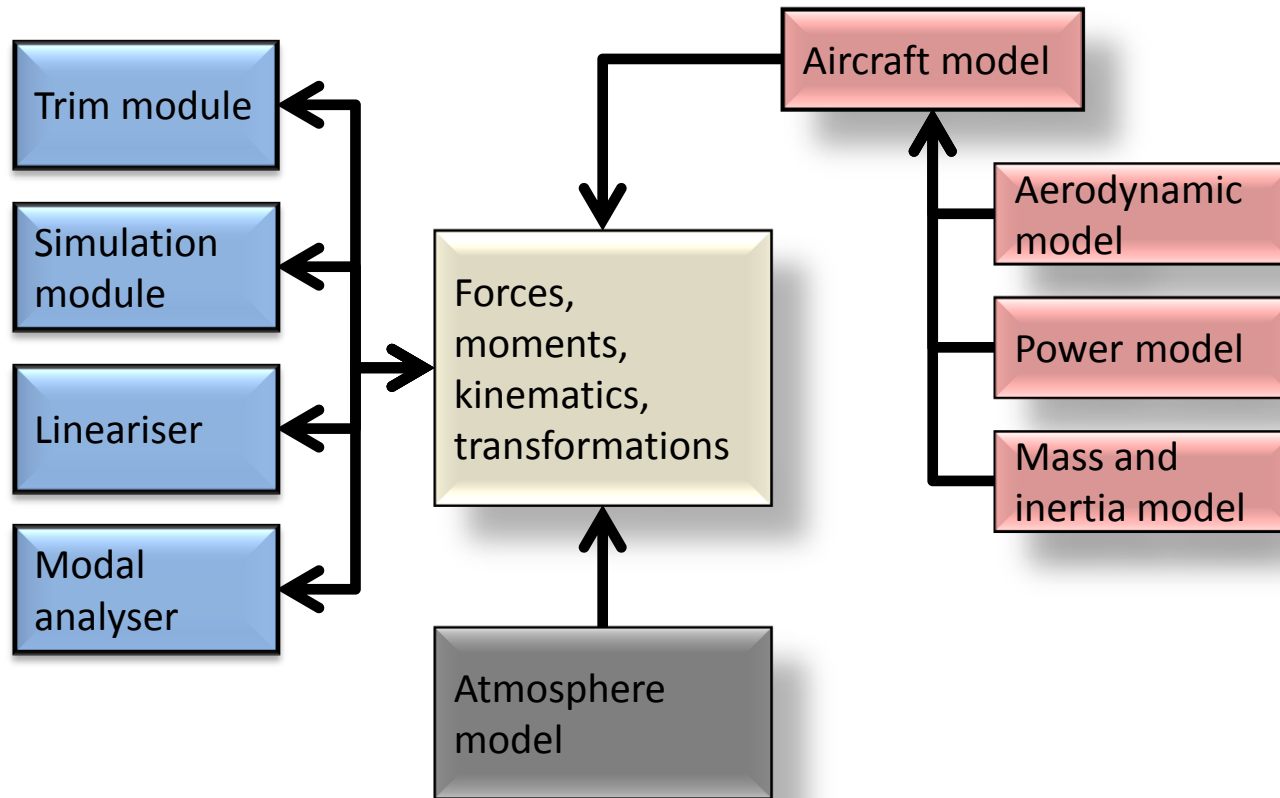 Trim module
Simulation
module
Lineariser
Modal
analyser
Forces,
moments,
kinematics,
transformations
Atmosphere
model
Aircraft model
Aerodynamic
model
Power model
Mass and
inertia model